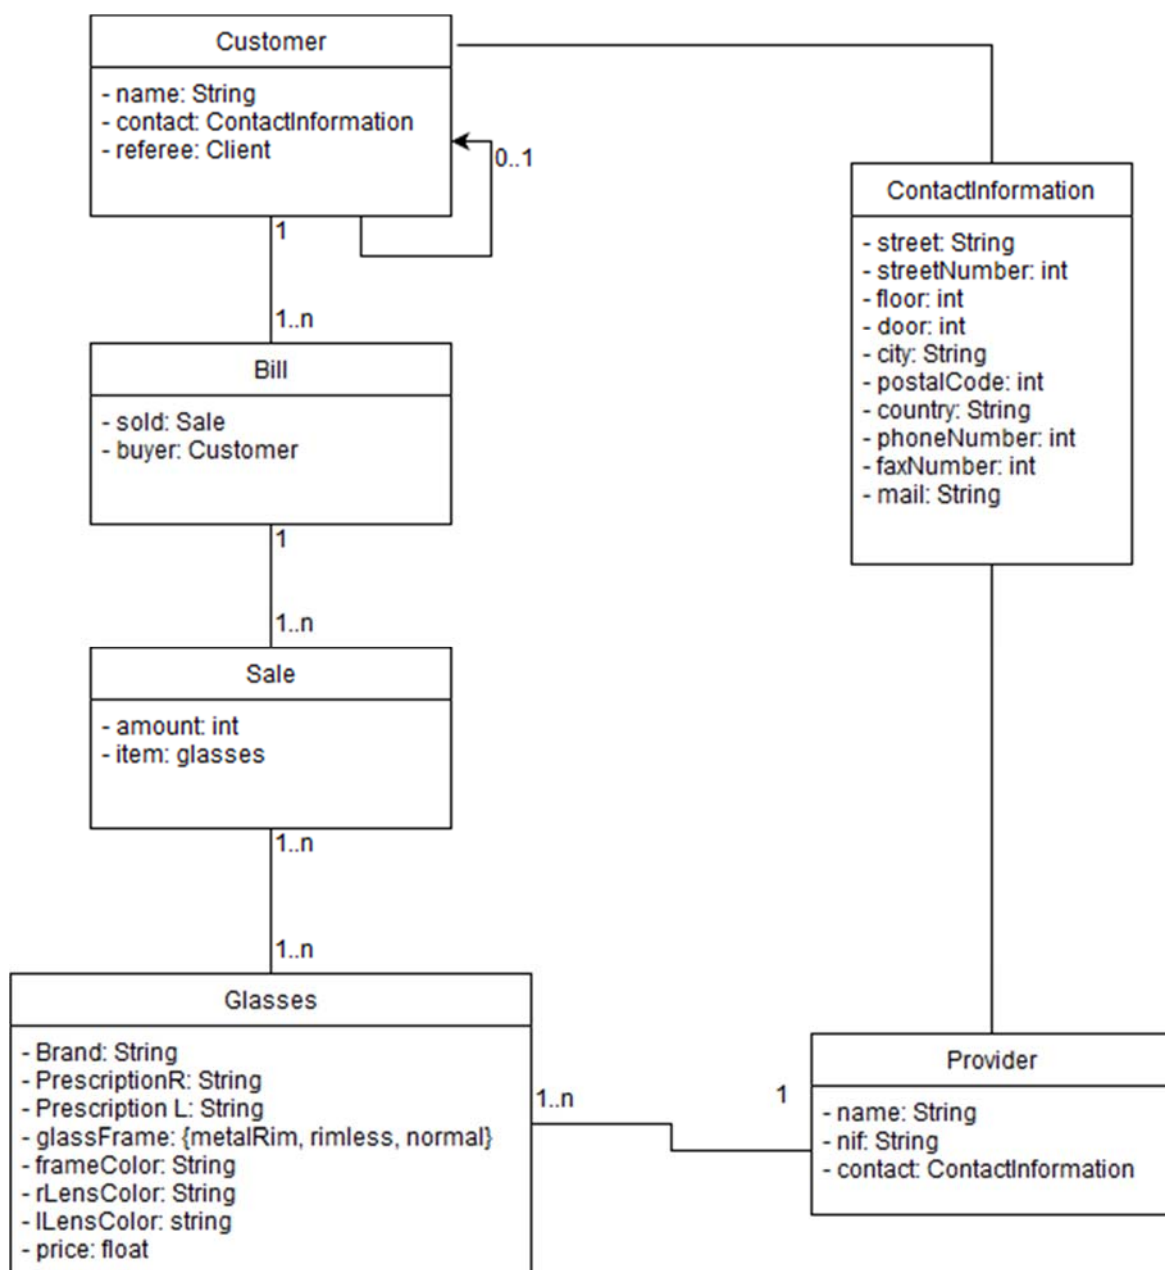 Customer
- name: String
- contact: ContactInformation
- referee: Client
0..1
1
1..n
Bill
- sold: Sale
- buyer: Customer
1
1..n
Sale
- amount: int
- item: glasses
1..n
1..n
Glasses
- Brand: String
- PrescriptionR: String
- Prescription L: String
- glassFrame: {metalRim, rimless, normal}
- frameColor: String
- rLensColor: String
- lLensColor: string
- price: float
1..n
1
ContactInformation
- street: String
- streetNumber: int
- floor: int
- door: int
- city: String
- postalCode: int
- country: String
- phoneNumber: int
- faxNumber: int
- mail: String
Provider
- name: String
- nif: String
- contact: ContactInformation